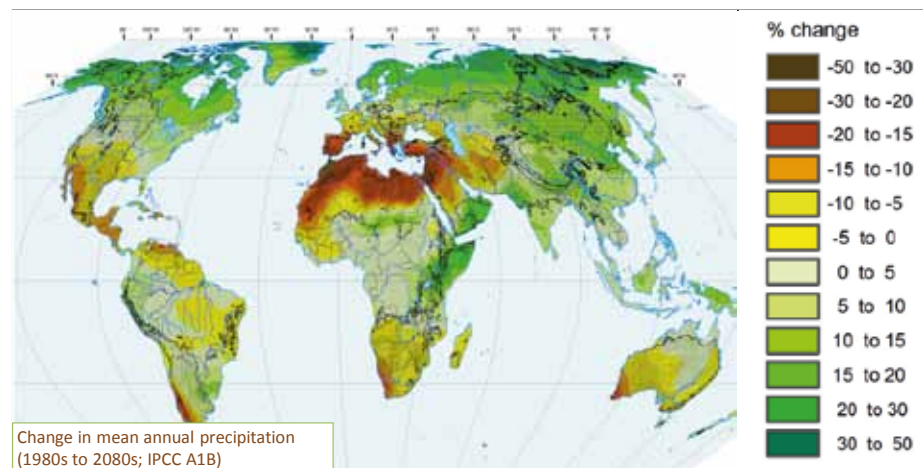 % change
-50 to -30
-30 to -20
-20 to -15
-15 to -10
-10 to -5
-5 to 0
0 to 5
5 to 10
10 to 15
15 to 20
20 to 30
30 to 50
Change in mean annual precipitation
(1980s to 2080s; IPCC A1B)